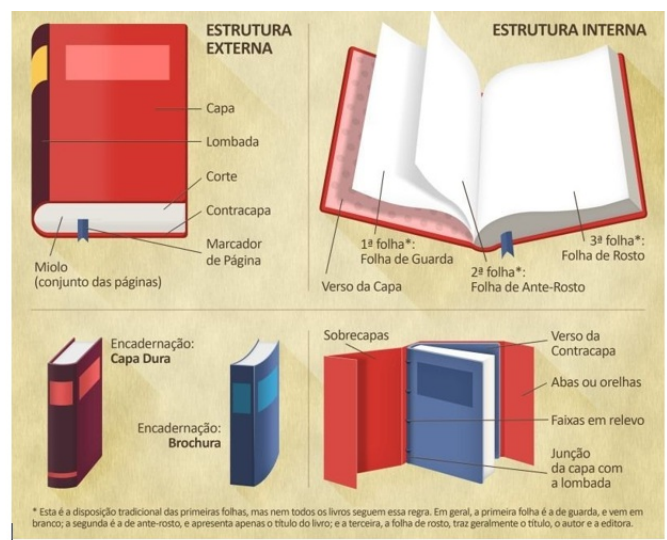 ESTRUTURA
EXTERNA
Capa
Lombada
Corte
Contracapa
Marcador
de Página
Miolo
(conjunto das páginas)
ESTRUTURA INTERNA
1ª folha*:
Folha de Guarda
Verso da Capa
2ª folha*:
Folha de Ante-Rosto
3ª folha*:
Folha de Rosto
Encadernação:
Capa Dura
Encadernação:
Brochura
Sobrecapas
Verso da
Contracapa
Abas ou orelhas
Faixas em relevo
Junção
da capa com
a lombada
* Esta é a disposição tradicional das primeiras folhas, mas nem todos os livros seguem essa regra. Em geral, a primeira folha é a de guarda, e vem em
branco; a segunda é a de ante-rosto, e apresenta apenas o título do livro; e a terceira, a folha de rosto, traz geralmente o título, o autor e a editora.